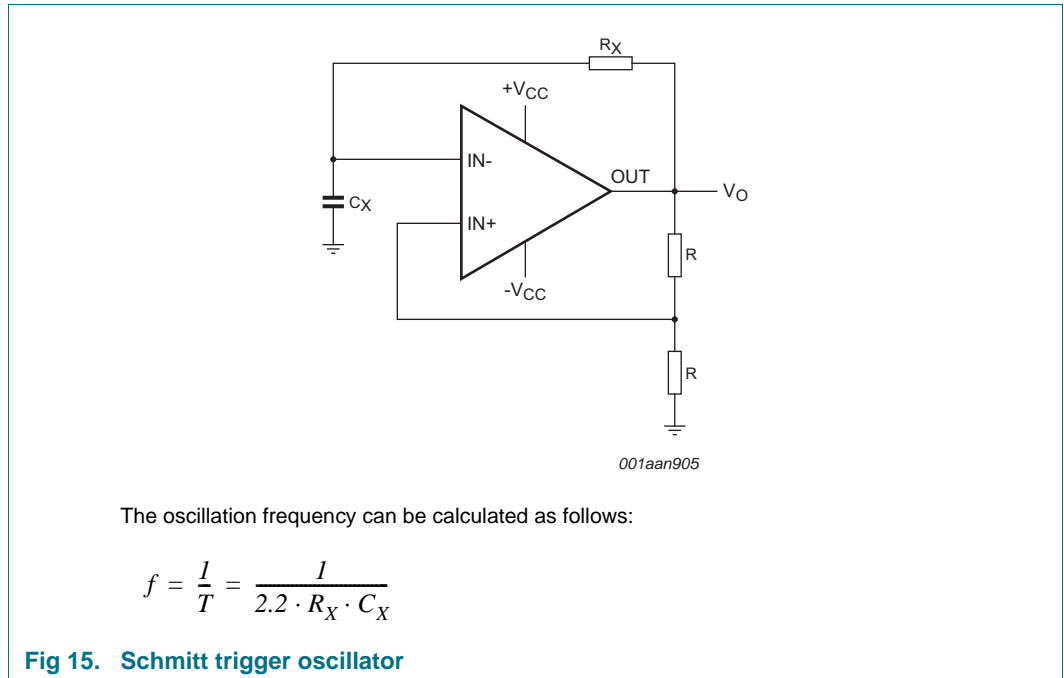 RX
+VCC
IN-
OUT
VO
CX
IN+
R
-VCC
R
001aan905
The oscillation frequency can be calculated as follows:
f = 1/T = 1/(2.2 · RX · CX)
Fig 15. Schmitt trigger oscillator